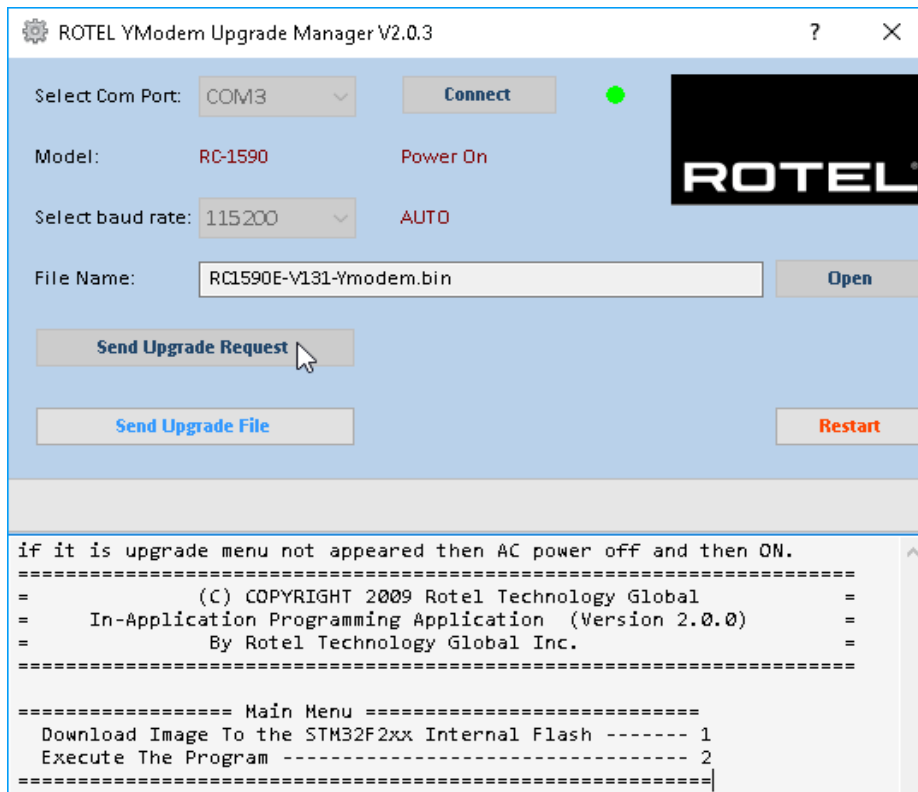 ROTEL YModem Upgrade Manager V2.0.3 ?
Select Com Port: COM3 Connect
Model: RC-1590 Power On
ROTEL
Select baud rate: 115200 AUTO
File Name: RC1590E-V131-Ymodem.bin Open
Send Upgrade Request
Send Upgrade File Restart
if it is upgrade menu not appeared then AC power off and then ON.
=======================================================================
= (C) COPYRIGHT 2009 Rotel Technology Global =
= In-Application Programming Application (Version 2.0.0) =
= By Rotel Technology Global Inc. =
=======================================================================
================== Main Menu ============================
Download Image To the STM32F2xx Internal Flash ------- 1
Execute The Program ---------------------------------- 2
===========================================================